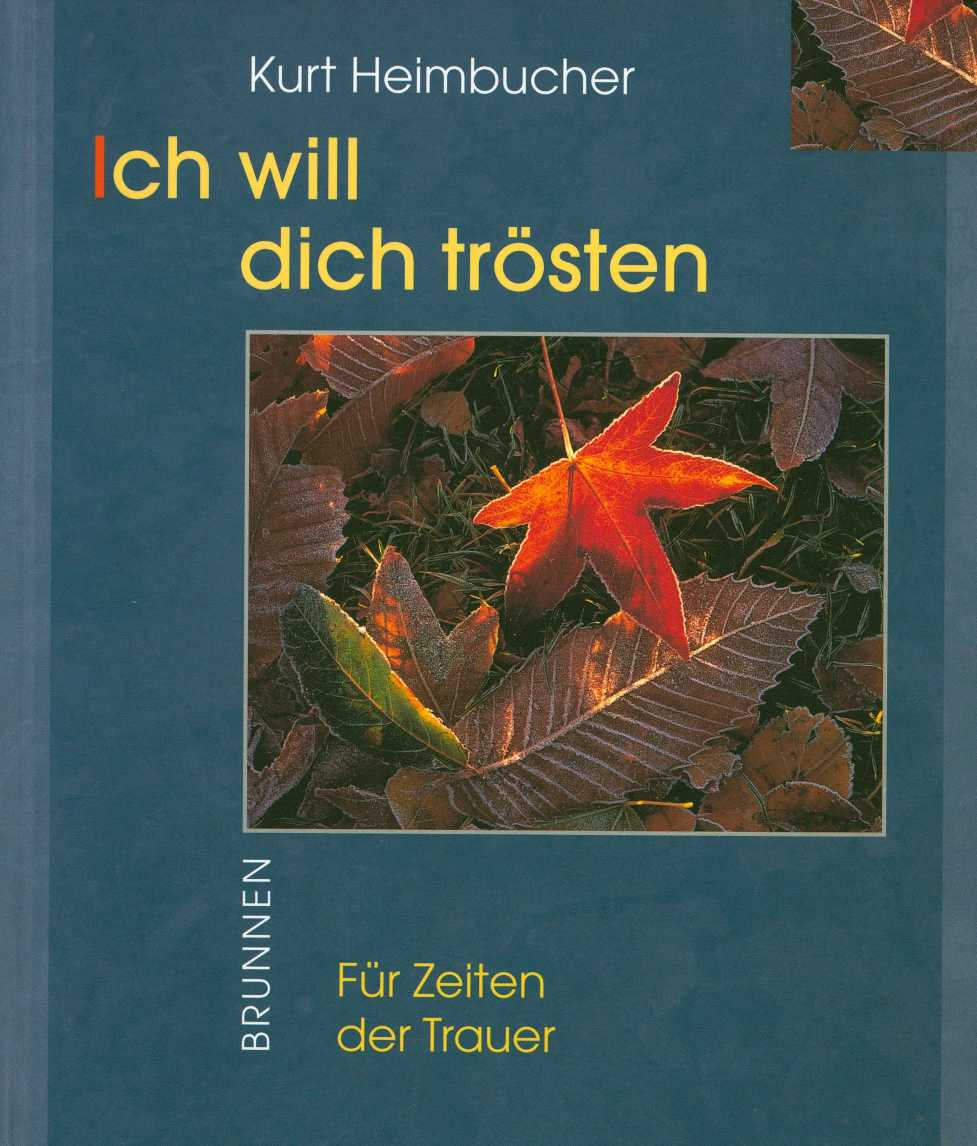 Kurt Heimbucher
Ich will
dich trösten
BRUNNEN
Für Zeiten
der Trauer